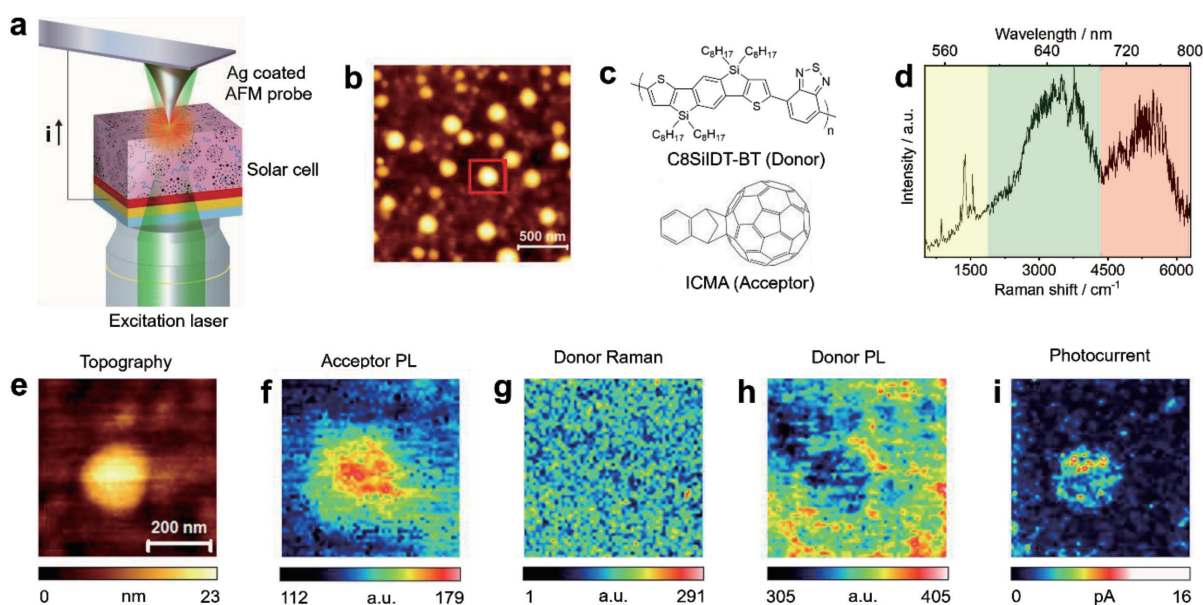 a
Ag coated
AFM probe
i
Solar cell
Excitation laser
b
500 nm
c
C8H17 C8H17
Si
N S N
S
S
Si
n
C8H17 C8H17
C8SiIDT-BT (Donor)
ICMA (Acceptor)
d
Wavelength / nm
560 640 720 800
Intensity / a.u.
1500 3000 4500 6000
Raman shift / cm-1
Topography
e
200 nm
0 nm 23
Acceptor PL
f
112 a.u. 179
Donor Raman
g
1 a.u. 291
Donor PL
h
305 a.u. 405
Photocurrent
i
0 pA 16